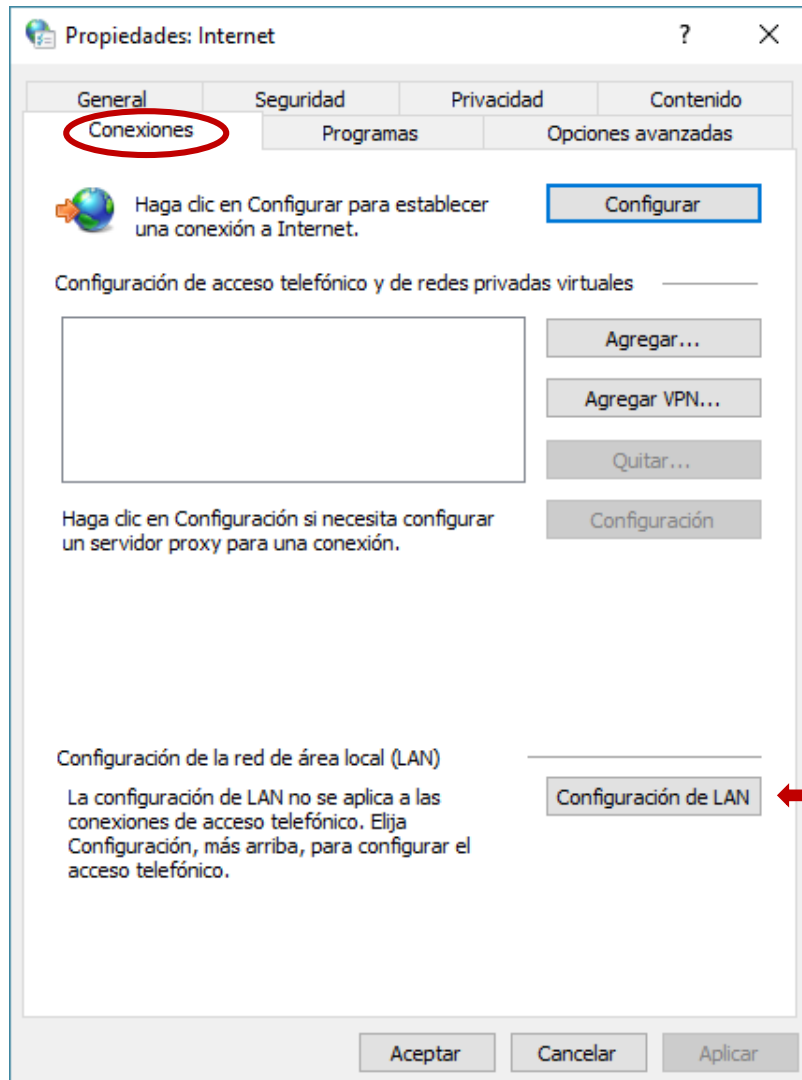 Propiedades: Internet
?
General
Seguridad
Privacidad
Contenido
Conexiones
Programas
Opciones avanzadas
Haga clic en Configurar para establecer
una conexión a Internet.
Configurar
Configuración de acceso telefónico y de redes privadas virtuales
Agregar...
Agregar VPN...
Quitar...
Haga clic en Configuración si necesita configurar
un servidor proxy para una conexión.
Configuración
Configuración de la red de área local (LAN)
La configuración de LAN no se aplica a las
conexiones de acceso telefónico. Elija
Configuración, más arriba, para configurar el
acceso telefónico.
Configuración de LAN
Aceptar
Cancelar
Aplicar